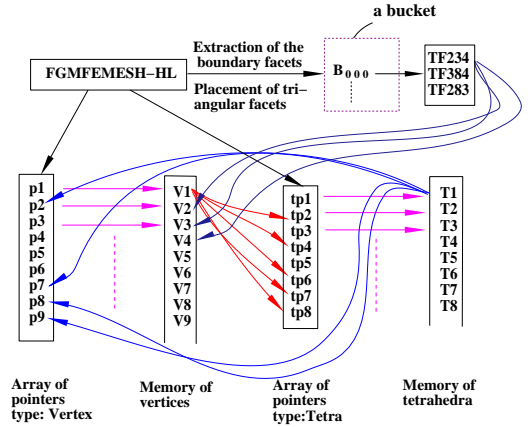 a bucket
Extraction of the
boundary facets
FGMFEMESH-HL
Placement of tri-
angular facets
B000
TF234
TF384
TF283
p1
p2
p3
p4
p5
p6
p7
p8
p9
V1
V2
V3
V4
V5
V6
V7
V8
V9
tp1
tp2
tp3
tp4
tp5
tp6
tp7
tp8
T1
T2
T3
T4
T5
T6
T7
T8
Array of
pointers
type: Vertex
Memory of
vertices
Array of
pointers
type:Tetra
Memory of
tetrahedra